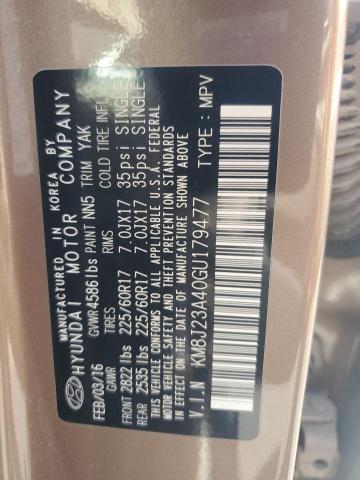 MANUFACTURED IN KOREA BY
HYUNDAI MOTOR COMPANY
FEB/03/16 GVWR 4586 lbs PAINT NN5 TRIM YAK
GAWR TIRES RIMS COLD TIRE INF
FRONT 2822 lbs 225/60R17 7.0JX17 35psi SINGLE
REAR 2535 lbs 225/60R17 7.0JX17 35psi SINGLE
THIS VEHICLE CONFORMS TO ALL APPLICABLE U.S.A. FEDERAL
MOTOR VEHICLE SAFETY, BUMPER, AND THEFT PREVENTION STANDARDS
IN EFFECT ON THE DATE OF MANUFACTURE SHOWN ABOVE.
V.I.N : KM8J23A40GU179477 TYPE : MPV